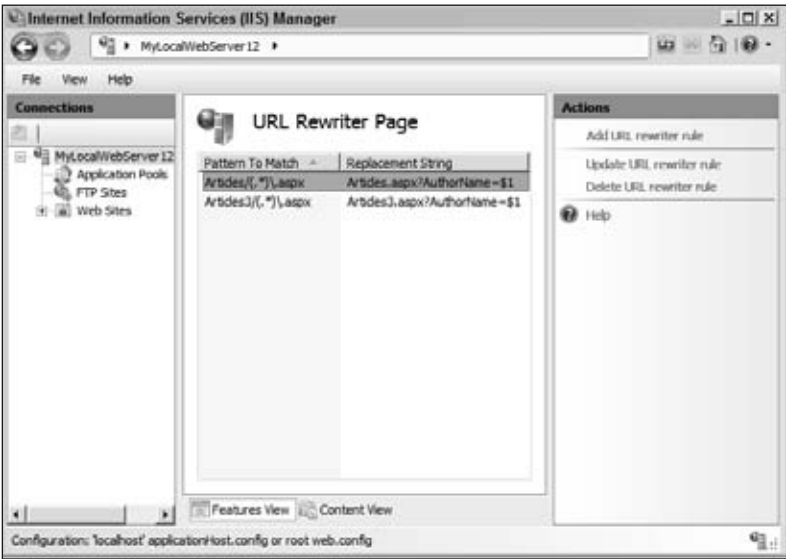 Internet Information Services (IIS) Manager
MyLocalWebServer12
File View Help
Connections
MyLocalWebServer12
Application Pools
FTP Sites
Web Sites
URL Rewriter Page
Pattern To Match Replacement String
Articles/(.*)\.aspx Articles.aspx?AuthorName=$1
Articles3/(.*)\.aspx Articles3.aspx?AuthorName=$1
Features View Content View
Actions
Add URL rewriter rule
Update URL rewriter rule
Delete URL rewriter rule
Help
Configuration: 'localhost' applicationHost.config or root web.config